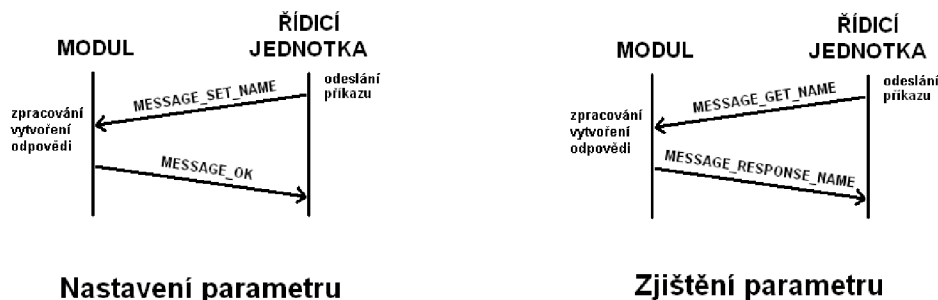 MODUL
ŘÍDICÍ
JEDNOTKA
odeslání
příkazu
MESSAGE_SET_NAME
zpracování
vytvoření
odpovědi
MESSAGE_OK
Nastavení parametru
MODUL
ŘÍDICÍ
JEDNOTKA
odeslání
příkazu
MESSAGE_GET_NAME
zpracování
vytvoření
odpovědi
MESSAGE_RESPONSE_NAME
Zjištění parametru